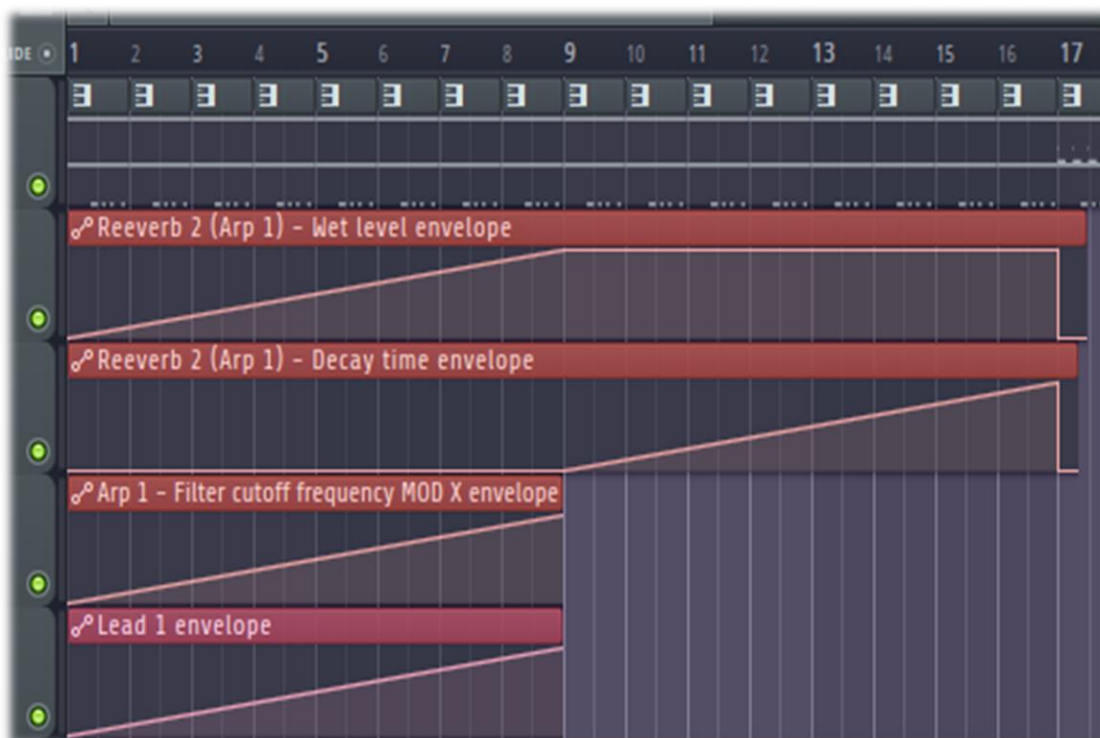 IDE 1 2 3 4 5 6 7 8 9 10 11 12 13 14 15 16 17
Reeverb 2 (Arp 1) - Wet level envelope
Reeverb 2 (Arp 1) - Decay time envelope
Arp 1 - Filter cutoff frequency MOD X envelope
Lead 1 envelope